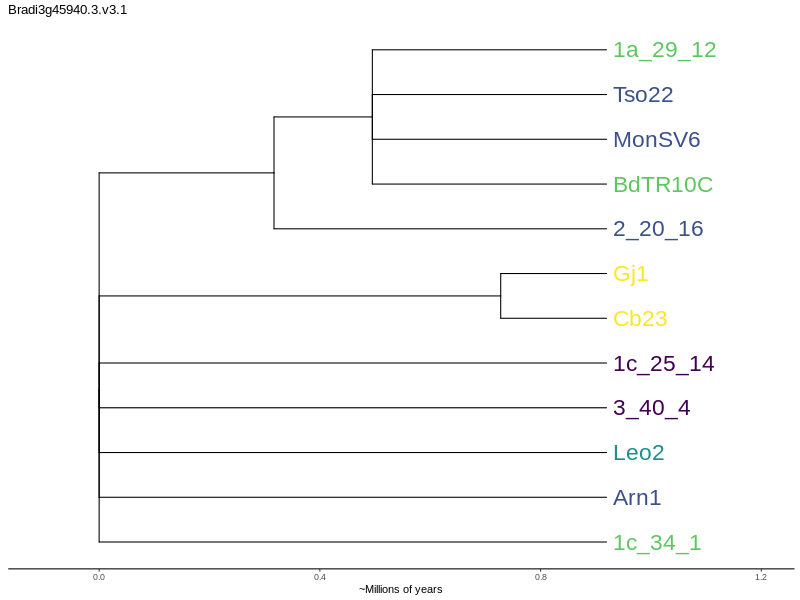 Bradi3g45940.3.v3.1
1a_29_12
Tso22
MonSV6
BdTR10C
2_20_16
Gj1
Cb23
1c_25_14
3_40_4
Leo2
Arn1
1c_34_1
0.0 0.4 0.8 1.2
~Millions of years